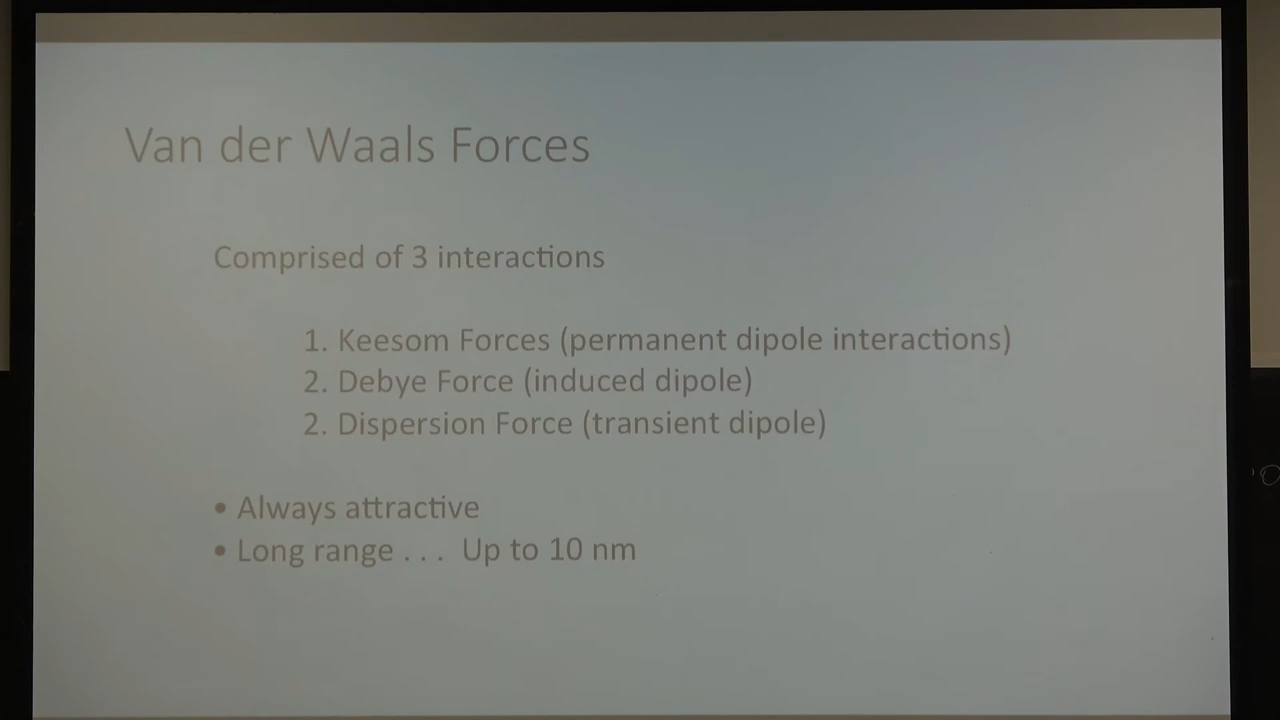 Van der Waals Forces
Comprised of 3 interactions
1. Keesom Forces (permanent dipole interactions)
2. Debye Force (induced dipole)
2. Dispersion Force (transient dipole)
• Always attractive
• Long range . . . Up to 10 nm